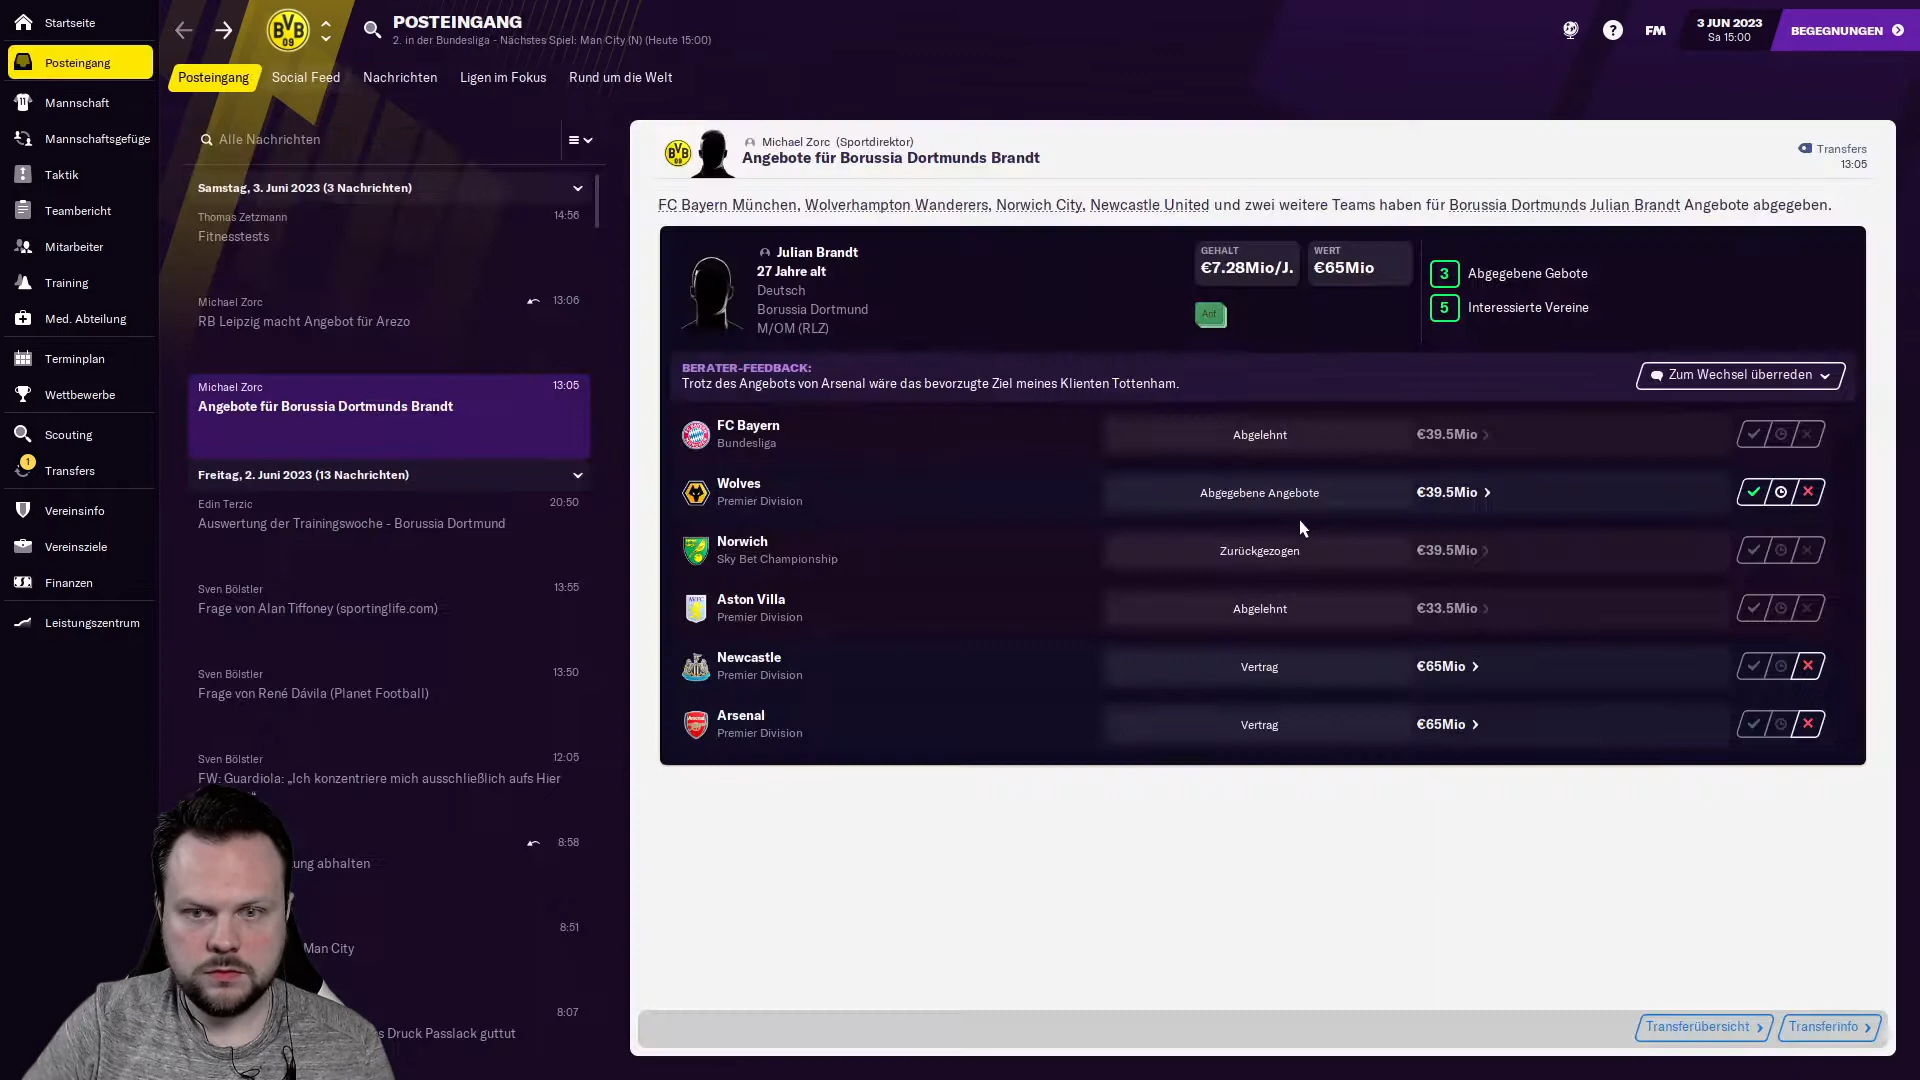 Startseite
Posteingang
Mannschaft
Mannschaftsgefüge
Taktik
Teambericht
Mitarbeiter
Training
Med. Abteilung
Terminplan
Wettbewerbe
Scouting
1
Transfers
Vereinsinfo
Vereinsziele
Finanzen
Leistungszentrum
BVB
09
POSTEINGANG
2. in der Bundesliga - Nächstes Spiel: Man City (N) (Heute 15:00)
?
FM
3 JUN 2023
Sa 15:00
BEGEGNUNGEN
Posteingang
Social Feed
Nachrichten
Ligen im Fokus
Rund um die Welt
Alle Nachrichten
Samstag, 3. Juni 2023 (3 Nachrichten)
Thomas Zetzmann
14:56
Fitnesstests
Michael Zorc
13:06
RB Leipzig macht Angebot für Arezo
Michael Zorc
13:05
Angebote für Borussia Dortmunds Brandt
Freitag, 2. Juni 2023 (13 Nachrichten)
Edin Terzic
20:50
Auswertung der Trainingswoche - Borussia Dortmund
Sven Bölstler
13:55
Frage von Alan Tiffoney (sportinglife.com)
Sven Bölstler
13:50
Frage von René Dávila (Planet Football)
Sven Bölstler
12:05
FW: Guardiola: „Ich konzentriere mich ausschließlich aufs Hier
8:58
ung abhalten
8:51
Man City
8:07
s Druck Passlack guttut
BVB
09
Michael Zorc (Sportdirektor)
Angebote für Borussia Dortmunds Brandt
Transfers
13:05
FC Bayern München, Wolverhampton Wanderers, Norwich City, Newcastle United und zwei weitere Teams haben für Borussia Dortmunds Julian Brandt Angebote abgegeben.
Julian Brandt
27 Jahre alt
Deutsch
Borussia Dortmund
M/OM (RLZ)
GEHALT
€7.28Mio/J.
WERT
€65Mio
Anf
3 Abgegebene Gebote
5 Interessierte Vereine
BERATER-FEEDBACK:
Trotz des Angebots von Arsenal wäre das bevorzugte Ziel meines Klienten Tottenham.
Zum Wechsel überreden
FC Bayern
Bundesliga
Abgelehnt
€39.5Mio
Wolves
Premier Division
Abgegebene Angebote
€39.5Mio
Norwich
Sky Bet Championship
Zurückgezogen
€39.5Mio
Aston Villa
Premier Division
Abgelehnt
€33.5Mio
Newcastle
Premier Division
Vertrag
€65Mio
Arsenal
Premier Division
Vertrag
€65Mio
Transferübersicht
Transferinfo